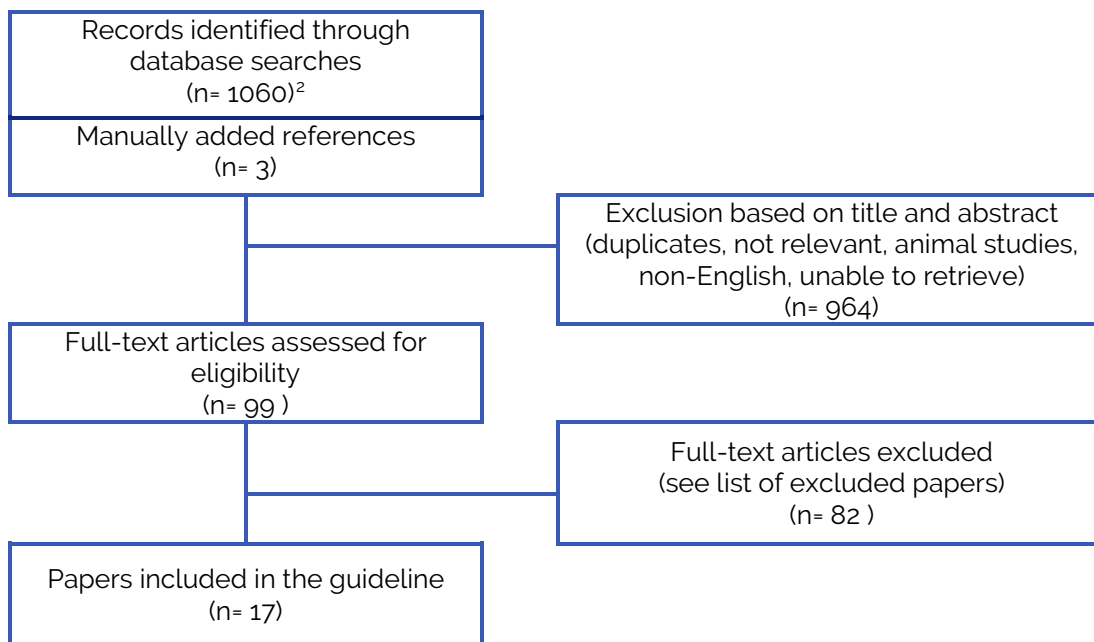 Records identified through
database searches
(n= 1060)²
Manually added references
(n= 3)
Exclusion based on title and abstract
(duplicates, not relevant, animal studies,
non-English, unable to retrieve)
(n= 964)
Full-text articles assessed for
eligibility
(n= 99 )
Full-text articles excluded
(see list of excluded papers)
(n= 82 )
Papers included in the guideline
(n= 17)